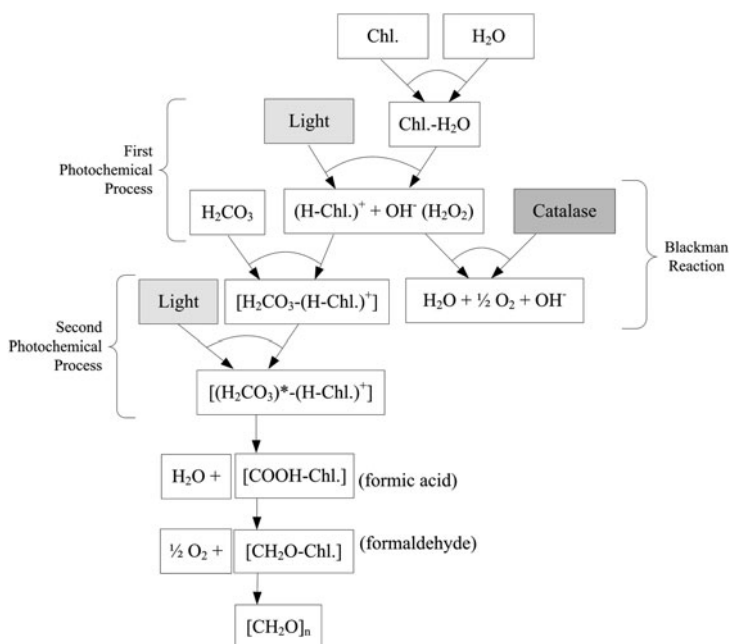 Chl.
H₂O
Light
Chl.-H₂O
First
Photochemical
Process
H₂CO₃
(H-Chl.)⁺ + OH⁻ (H₂O₂)
Catalase
Blackman
Reaction
Light
[H₂CO₃-(H-Chl.)⁺]
H₂O + ½ O₂ + OH⁻
Second
Photochemical
Process
[(H₂CO₃)*-(H-Chl.)⁺]
H₂O +
[COOH-Chl.]
(formic acid)
½ O₂ +
[CH₂O-Chl.]
(formaldehyde)
[CH₂O]ₙ